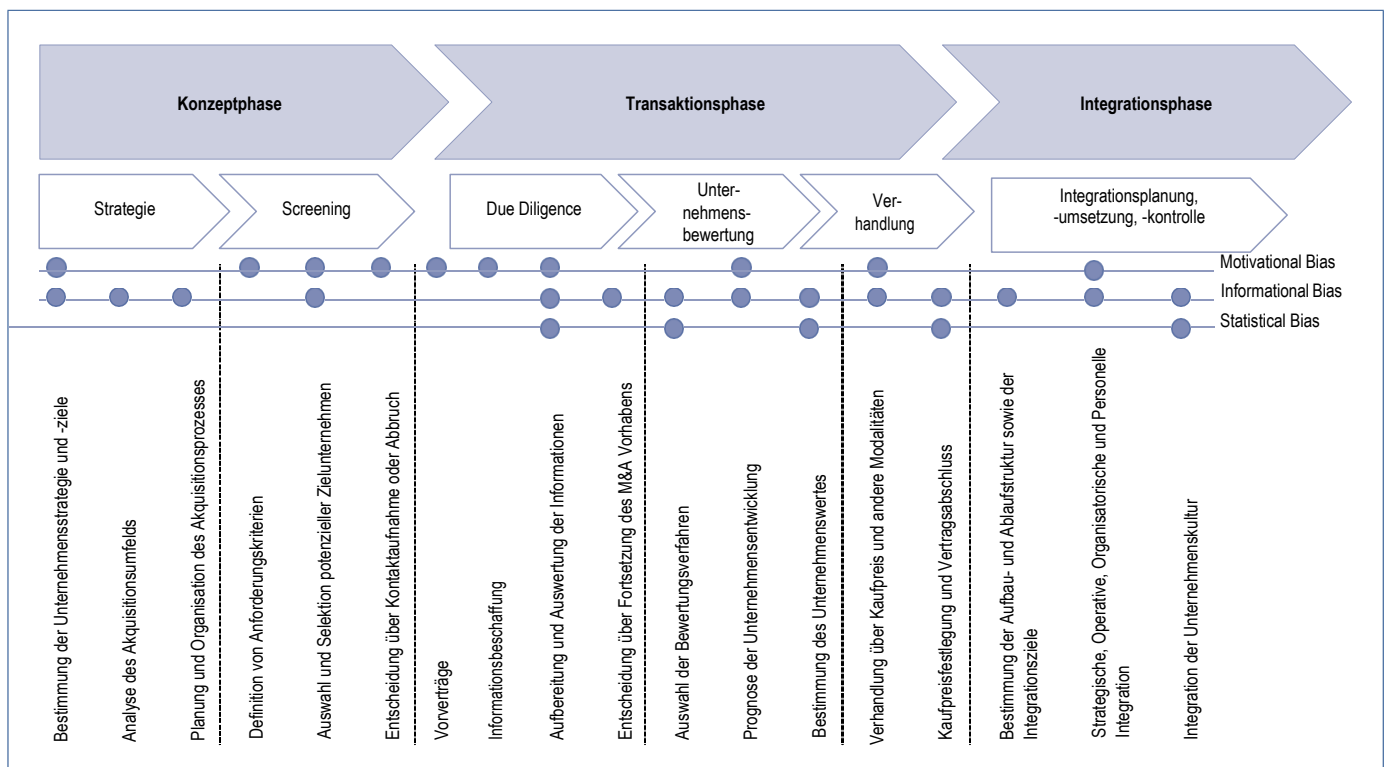 Konzeptphase
Transaktionsphase
Integrationsphase
Strategie
Screening
Due Diligence
Unter-
nehmens-
bewertung
Ver-
handlung
Integrationsplanung,
-umsetzung, -kontrolle
Motivational Bias
Informational Bias
Statistical Bias
Bestimmung der Unternehmensstrategie und -ziele
Analyse des Akquisitionsumfelds
Planung und Organisation des Akquisitionsprozesses
Definition von Anforderungskriterien
Auswahl und Selektion potenzieller Zielunternehmen
Entscheidung über Kontaktaufnahme oder Abbruch
Vorverträge
Informationsbeschaffung
Aufbereitung und Auswertung der Informationen
Entscheidung über Fortsetzung des M&A Vorhabens
Auswahl der Bewertungsverfahren
Prognose der Unternehmensentwicklung
Bestimmung des Unternehmenswertes
Verhandlung über Kaufpreis und andere Modalitäten
Kaufpreisfestlegung und Vertragsabschluss
Bestimmung der Aufbau- und Ablaufstruktur sowie der
Integrationsziele
Strategische, Operative, Organisatorische und Personelle
Integration
Integration der Unternehmenskultur